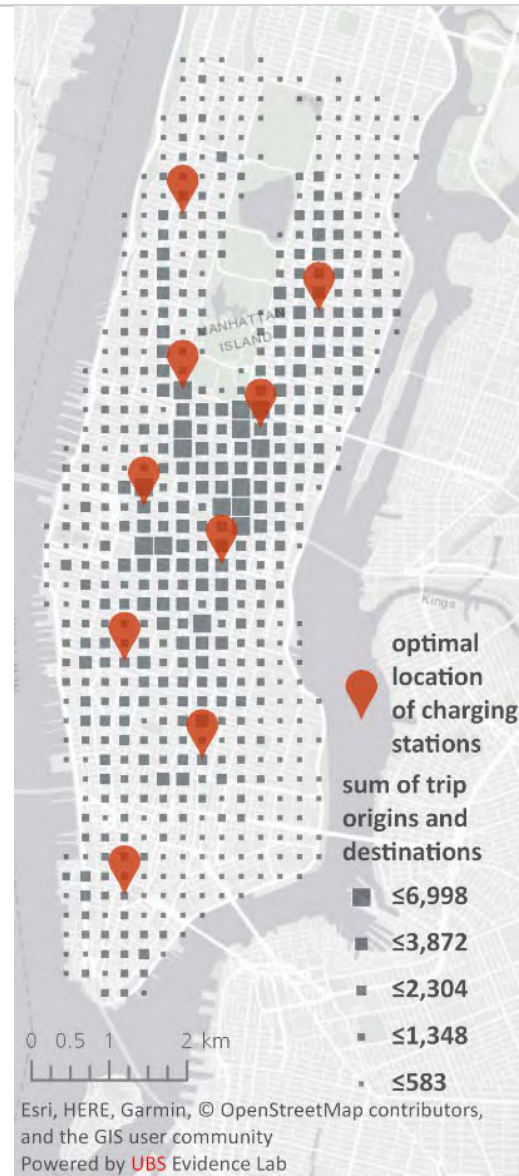 MANHATTAN
ISLAND
Kings
optimal
location
of charging
stations
sum of trip
origins and
destinations
≤6,998
≤3,872
≤2,304
≤1,348
≤583
0 0.5 1 2 km
Esri, HERE, Garmin, © OpenStreetMap contributors,
and the GIS user community
Powered by UBS Evidence Lab